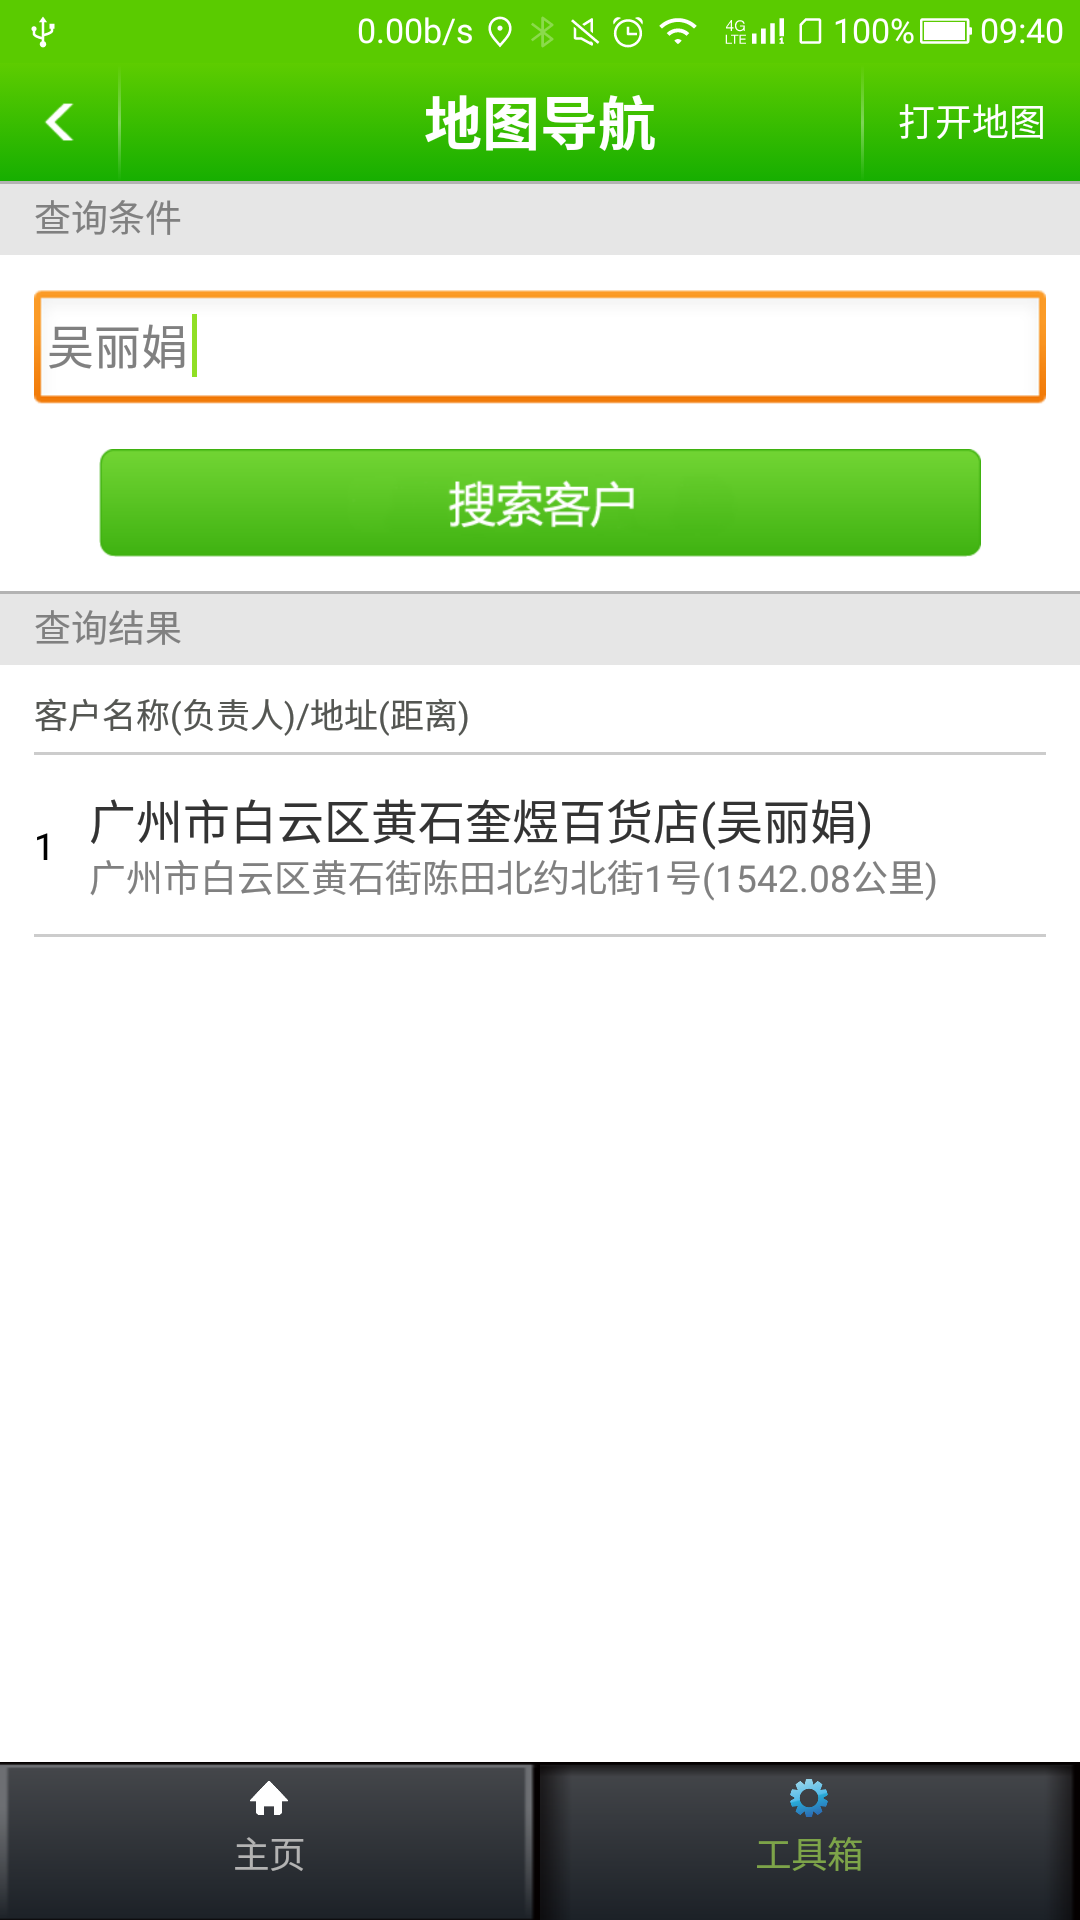 0.00b/s 4G LTE 100% 09:40
地图导航 打开地图
查询条件
吴丽娟
搜索客户
查询结果
客户名称(负责人)/地址(距离)
1 广州市白云区黄石奎煜百货店(吴丽娟)
广州市白云区黄石街陈田北约北街1号(1542.08公里)
主页 工具箱